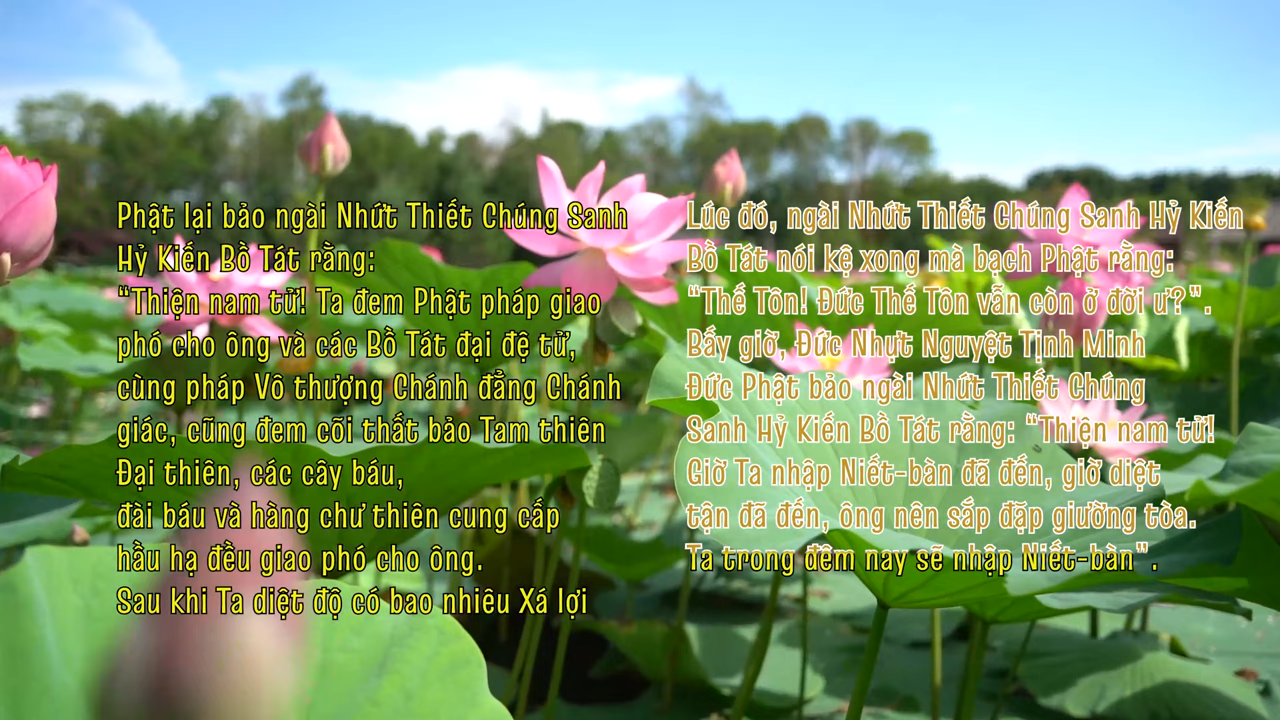 Phật lại bảo ngài Nhứt Thiết Chúng Sanh
Hỷ Kiến Bồ Tát rằng:
“Thiện nam tử! Ta đem Phật pháp giao
phó cho ông và các Bồ Tát đại đệ tử,
cùng pháp Vô thượng Chánh đẳng Chánh
giác, cũng đem cõi thất bảo Tam thiên
Đại thiên, các cây báu,
đài báu và hàng chư thiên cung cấp
hầu hạ đều giao phó cho ông.
Sau khi Ta diệt độ có bao nhiêu Xá lợi
Lúc đó, ngài Nhứt Thiết Chúng Sanh Hỷ Kiến
Bồ Tát nói kệ xong mà bạch Phật rằng:
“Thế Tôn! Đức Thế Tôn vẫn còn ở đời ư?”.
Bấy giờ, Đức Nhựt Nguyệt Tịnh Minh
Đức Phật bảo ngài Nhứt Thiết Chúng
Sanh Hỷ Kiến Bồ Tát rằng: “Thiện nam tử!
Giờ Ta nhập Niết-bàn đã đến, giờ diệt
tận đã đến, ông nên sắp đặp giường tòa.
Ta trong đêm nay sẽ nhập Niết-bàn”.